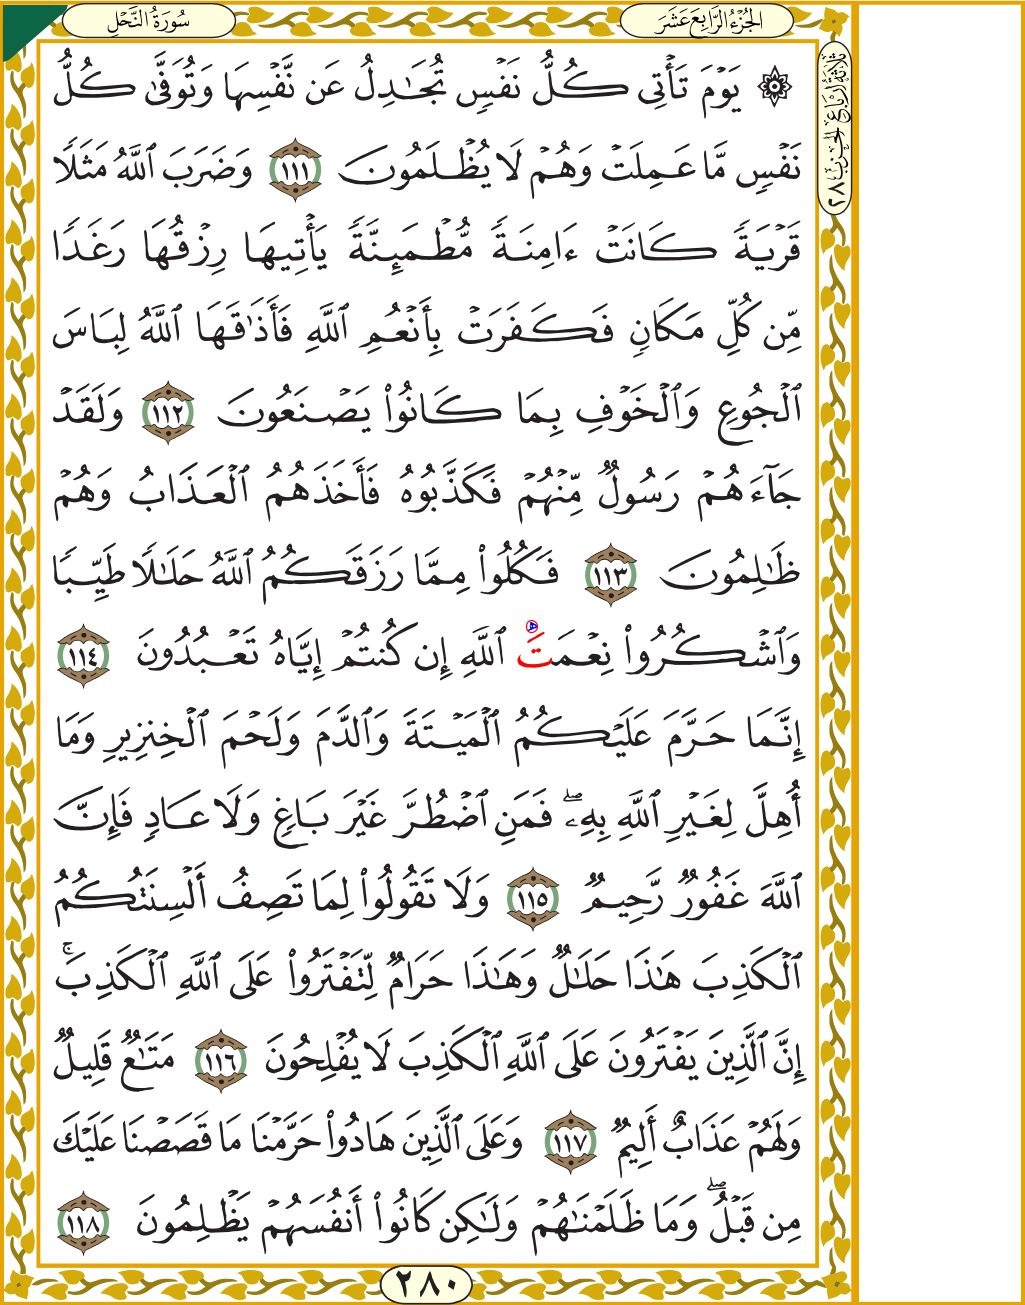 سُورَةُ النَّحْلِ
الجُزْءُ الرَّابِعَ عَشَرَ
ثَلَاثَةُ أَرْبَاعِ الحِزْبِ ٢٨
۞ يَوْمَ تَأْتِى كُلُّ نَفْسٍ تُجَـٰدِلُ عَن نَّفْسِهَا وَتُوَفَّىٰ كُلُّ
نَفْسٍ مَّا عَمِلَتْ وَهُمْ لَا يُظْلَمُونَ ١١١ وَضَرَبَ ٱللَّهُ مَثَلًا
قَرْيَةً كَانَتْ ءَامِنَةً مُّطْمَئِنَّةً يَأْتِيهَا رِزْقُهَا رَغَدًا
مِّن كُلِّ مَكَانٍ فَكَفَرَتْ بِأَنْعُمِ ٱللَّهِ فَأَذَٰقَهَا ٱللَّهُ لِبَاسَ
ٱلْجُوعِ وَٱلْخَوْفِ بِمَا كَانُوا۟ يَصْنَعُونَ ١١٢ وَلَقَدْ
جَآءَهُمْ رَسُولٌ مِّنْهُمْ فَكَذَّبُوهُ فَأَخَذَهُمُ ٱلْعَذَابُ وَهُمْ
ظَـٰلِمُونَ ١١٣ فَكُلُوا۟ مِمَّا رَزَقَكُمُ ٱللَّهُ حَلَـٰلًا طَيِّبًا
وَٱشْكُرُوا۟ نِعْمَتَ ٱللَّهِ إِن كُنتُمْ إِيَّاهُ تَعْبُدُونَ ١١٤
إِنَّمَا حَرَّمَ عَلَيْكُمُ ٱلْمَيْتَةَ وَٱلدَّمَ وَلَحْمَ ٱلْخِنزِيرِ وَمَا
أُهِلَّ لِغَيْرِ ٱللَّهِ بِهِۦۖ فَمَنِ ٱضْطُرَّ غَيْرَ بَاغٍ وَلَا عَادٍ فَإِنَّ
ٱللَّهَ غَفُورٌ رَّحِيمٌ ١١٥ وَلَا تَقُولُوا۟ لِمَا تَصِفُ أَلْسِنَتُكُمُ
ٱلْكَذِبَ هَـٰذَا حَلَـٰلٌ وَهَـٰذَا حَرَامٌ لِّتَفْتَرُوا۟ عَلَى ٱللَّهِ ٱلْكَذِبَۚ
إِنَّ ٱلَّذِينَ يَفْتَرُونَ عَلَى ٱللَّهِ ٱلْكَذِبَ لَا يُفْلِحُونَ ١١٦ مَتَـٰعٌ قَلِيلٌ
وَلَهُمْ عَذَابٌ أَلِيمٌ ١١٧ وَعَلَى ٱلَّذِينَ هَادُوا۟ حَرَّمْنَا مَا قَصَصْنَا عَلَيْكَ
مِن قَبْلُۖ وَمَا ظَلَمْنَـٰهُمْ وَلَـٰكِن كَانُوٓا۟ أَنفُسَهُمْ يَظْلِمُونَ ١١٨
٢٨٠